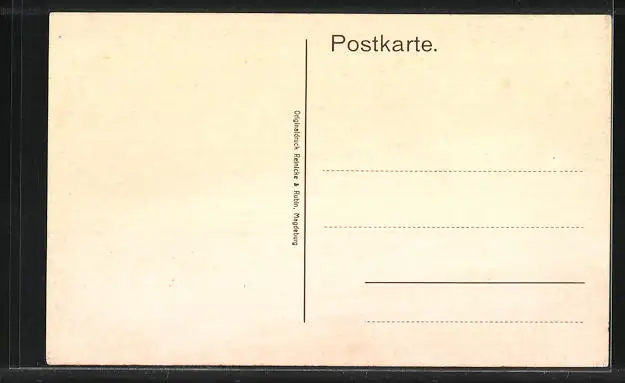 Postkarte.
Originaldruck Reinicke & Rubin, Magdeburg